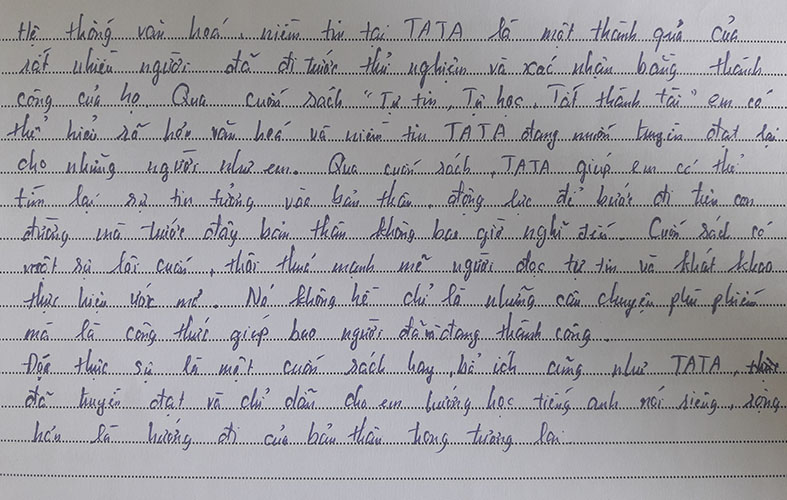 Hệ thống văn hoá, niềm tin tại TATA là một thành quả của
rất nhiều người đã đi trước thử nghiệm và xác nhận bằng thành
công của họ. Qua cuốn sách "Tự tin, Tự học, Tất thành tài" em có
thể hiểu rõ hơn văn hoá và niềm tin TATA đang muốn truyền đạt lại
cho những người như em. Qua cuốn sách, TATA giúp em có thể
tìm lại sự tin tưởng vào bản thân, động lực để bước đi trên con
đường mà trước đây bản thân không bao giờ nghĩ đến. Cuốn sách có
một sự lôi cuốn, thôi thúc mạnh mẽ người đọc tự tin và khát khao
thực hiện ước mơ. Nó không hề chỉ là những câu chuyện phù phiếm
mà là công thức giúp bao người đã và đang thành công.
Đây thực sự là một cuốn sách hay, bổ ích cũng như TATA,
đã truyền đạt và chỉ dẫn cho em hướng học tiếng anh nói riêng, rộng
hơn là hướng đi của bản thân trong tương lai